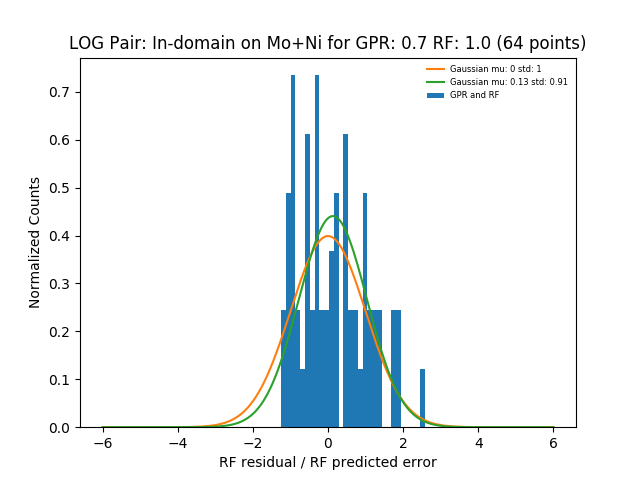 LOG Pair: In-domain on Mo+Ni for GPR: 0.7 RF: 1.0 (64 points)
Gaussian mu: 0 std: 1
Gaussian mu: 0.13 std: 0.91
GPR and RF
Normalized Counts
0.7
0.6
0.5
0.4
0.3
0.2
0.1
0.0
−6 −4 −2 0 2 4 6
RF residual / RF predicted error